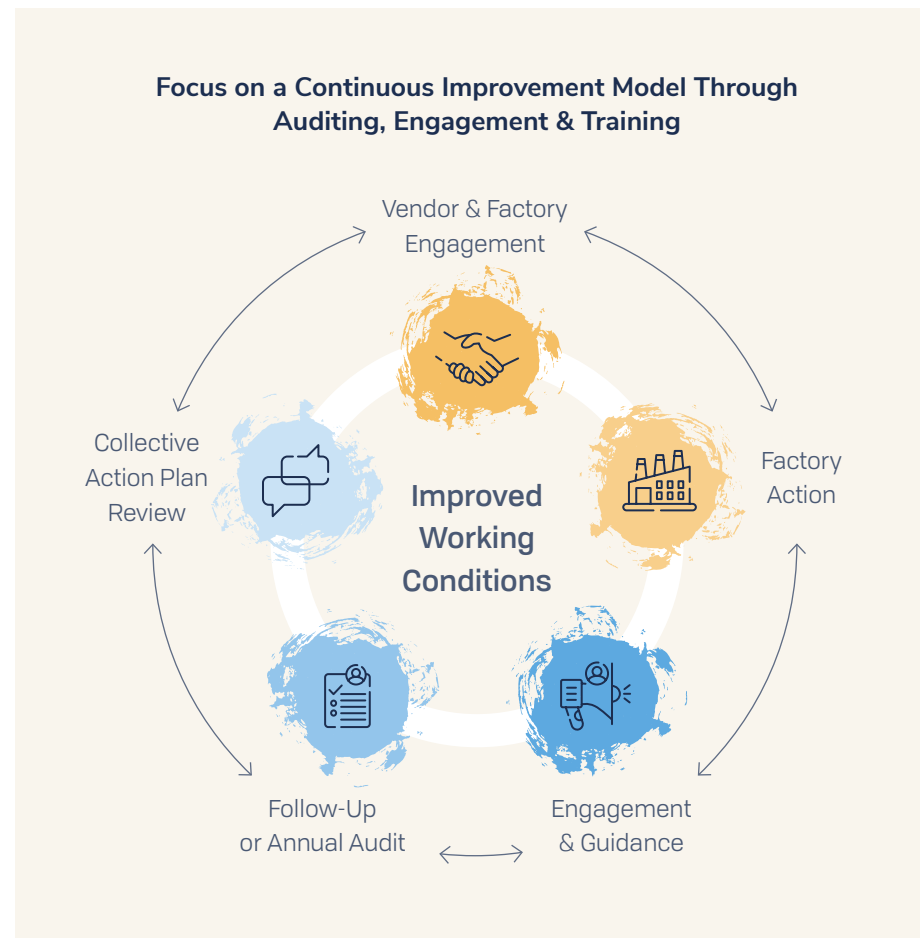 Focus on a Continuous Improvement Model Through
Auditing, Engagement & Training
Vendor & Factory
Engagement
Collective
Action Plan
Review
Factory
Action
Improved
Working
Conditions
Follow-Up
or Annual Audit
Engagement
& Guidance